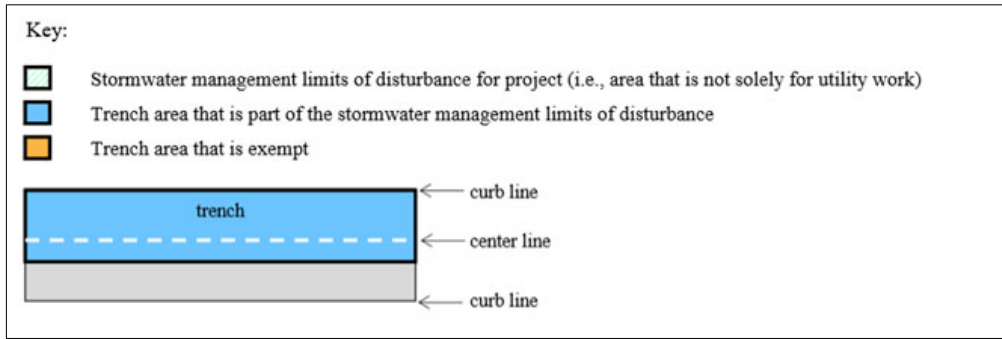 Key:
Stormwater management limits of disturbance for project (i.e., area that is not solely for utility work)
Trench area that is part of the stormwater management limits of disturbance
Trench area that is exempt
curb line
trench
center line
curb line